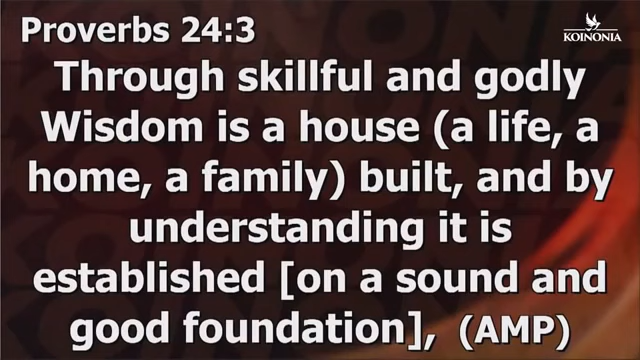 Proverbs 24:3
KOINONIA
Through skillful and godly
Wisdom is a house (a life, a
home, a family) built, and by
understanding it is
established [on a sound and
good foundation], (AMP)